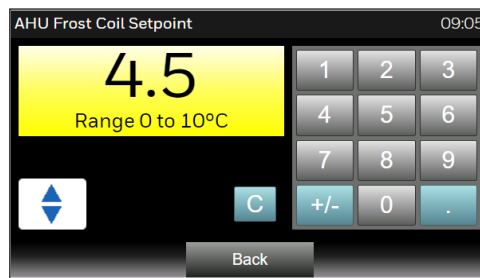 AHU Frost Coil Setpoint 09:05
4.5
Range 0 to 10°C
1 2 3
4 5 6
7 8 9
C +/- 0 .
Back